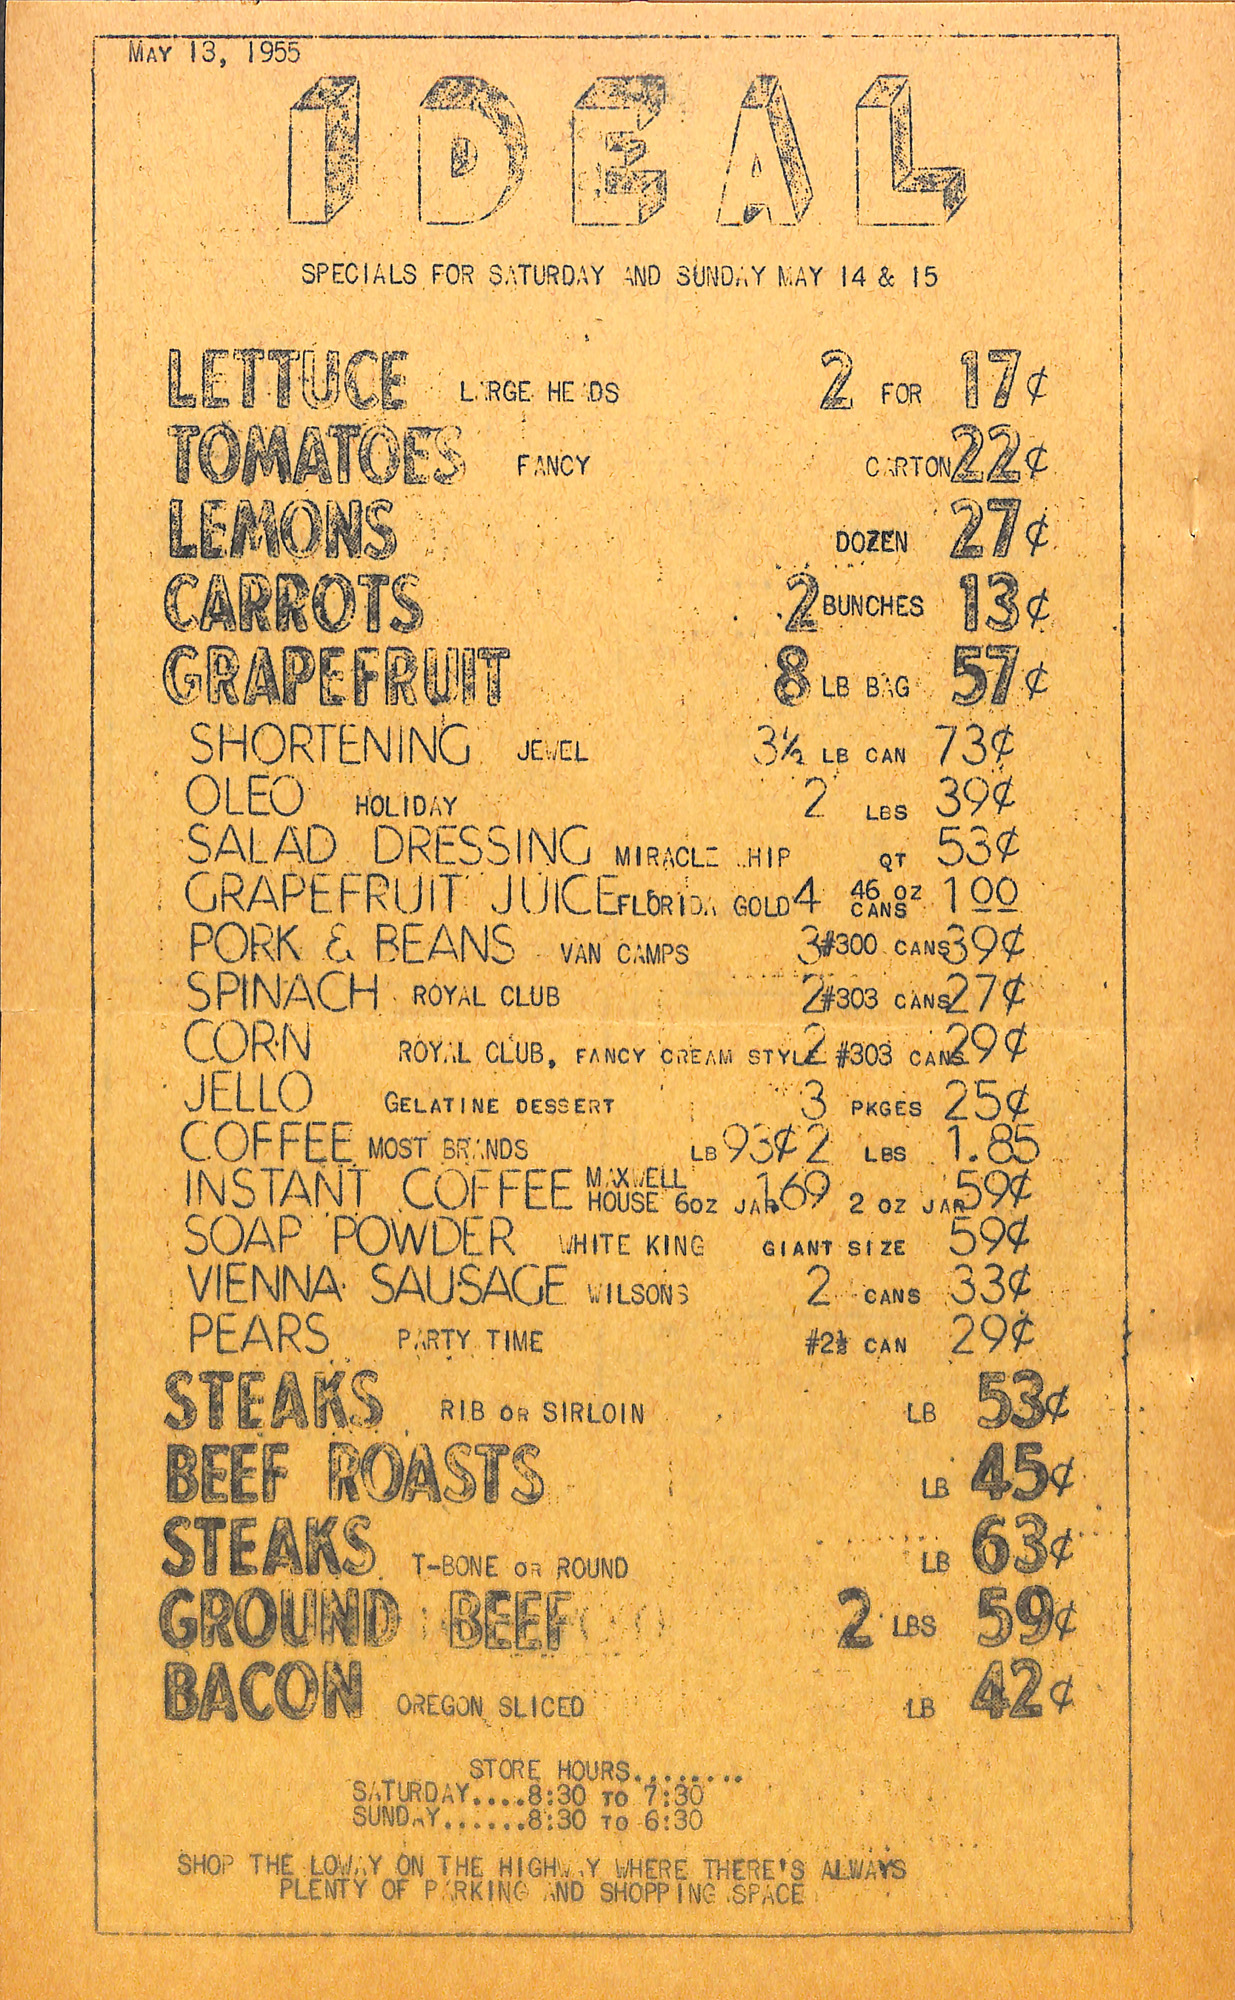 MAY 13, 1955
IDEAL
SPECIALS FOR SATURDAY AND SUNDAY MAY 14 & 15
LETTUCE LARGE HEADS 2 FOR 17¢
TOMATOES FANCY CARTON 22¢
LEMONS DOZEN 27¢
CARROTS 2 BUNCHES 13¢
GRAPEFRUIT 8 LB BAG 57¢
SHORTENING JEWEL 3½ LB CAN 73¢
OLEO HOLIDAY 2 LBS 39¢
SALAD DRESSING MIRACLE WHIP QT 53¢
GRAPEFRUIT JUICE FLORIDA GOLD 4 46 OZ CANS 1 00
PORK & BEANS VAN CAMPS 3 #300 CANS 39¢
SPINACH ROYAL CLUB 2 #303 CANS 27¢
CORN ROYAL CLUB, FANCY CREAM STYLE 2 #303 CANS 29¢
JELLO GELATINE DESSERT 3 PKGES 25¢
COFFEE MOST BRANDS LB 93¢ 2 LBS 1.85
INSTANT COFFEE MAXWELL HOUSE 6OZ JAR 169 2 OZ JAR 59¢
SOAP POWDER WHITE KING GIANT SIZE 59¢
VIENNA SAUSAGE WILSONS 2 CANS 33¢
PEARS PARTY TIME #2½ CAN 29¢
STEAKS RIB OR SIRLOIN LB 53¢
BEEF ROASTS LB 45¢
STEAKS T-BONE OR ROUND LB 63¢
GROUND BEEF 2 LBS 59¢
BACON OREGON SLICED LB 42¢
STORE HOURS........
SATURDAY....8:30 TO 7:30
SUNDAY......8:30 TO 6:30
SHOP THE LOWAY ON THE HIGHWAY WHERE THERE'S ALWAYS
PLENTY OF PARKING AND SHOPPING SPACE